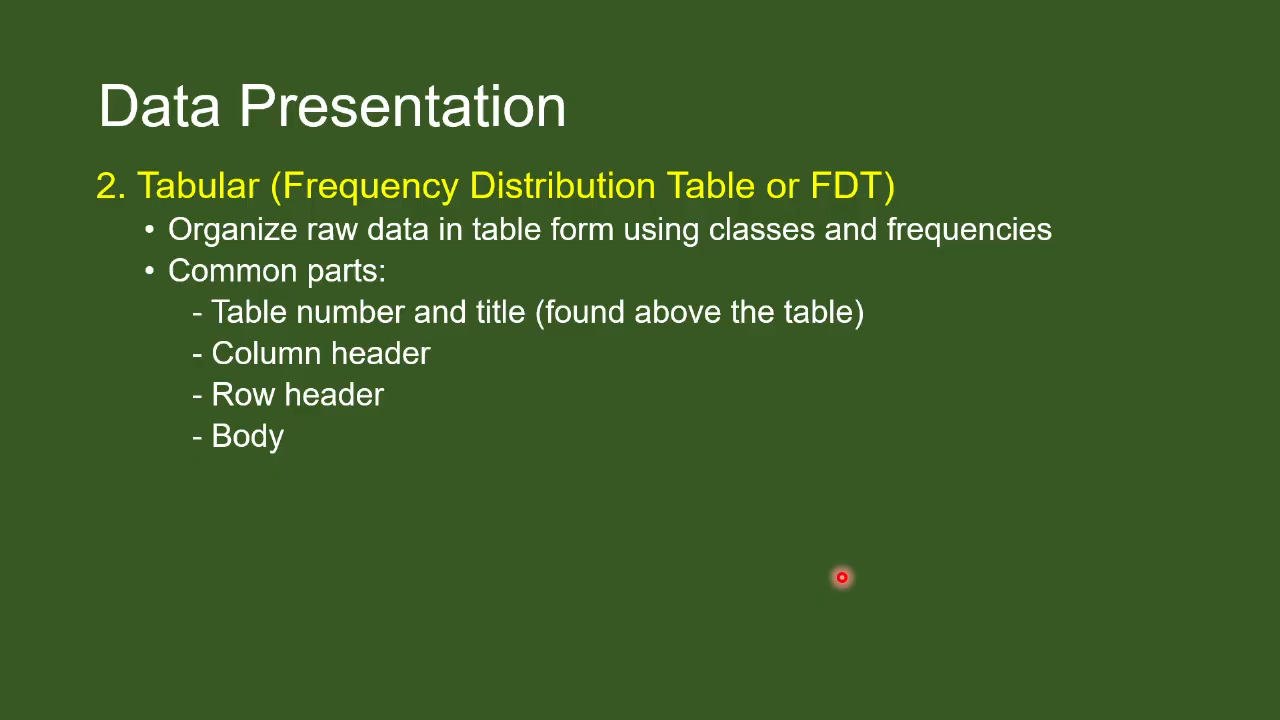 Data Presentation
2. Tabular (Frequency Distribution Table or FDT)
• Organize raw data in table form using classes and frequencies
• Common parts:
- Table number and title (found above the table)
- Column header
- Row header
- Body